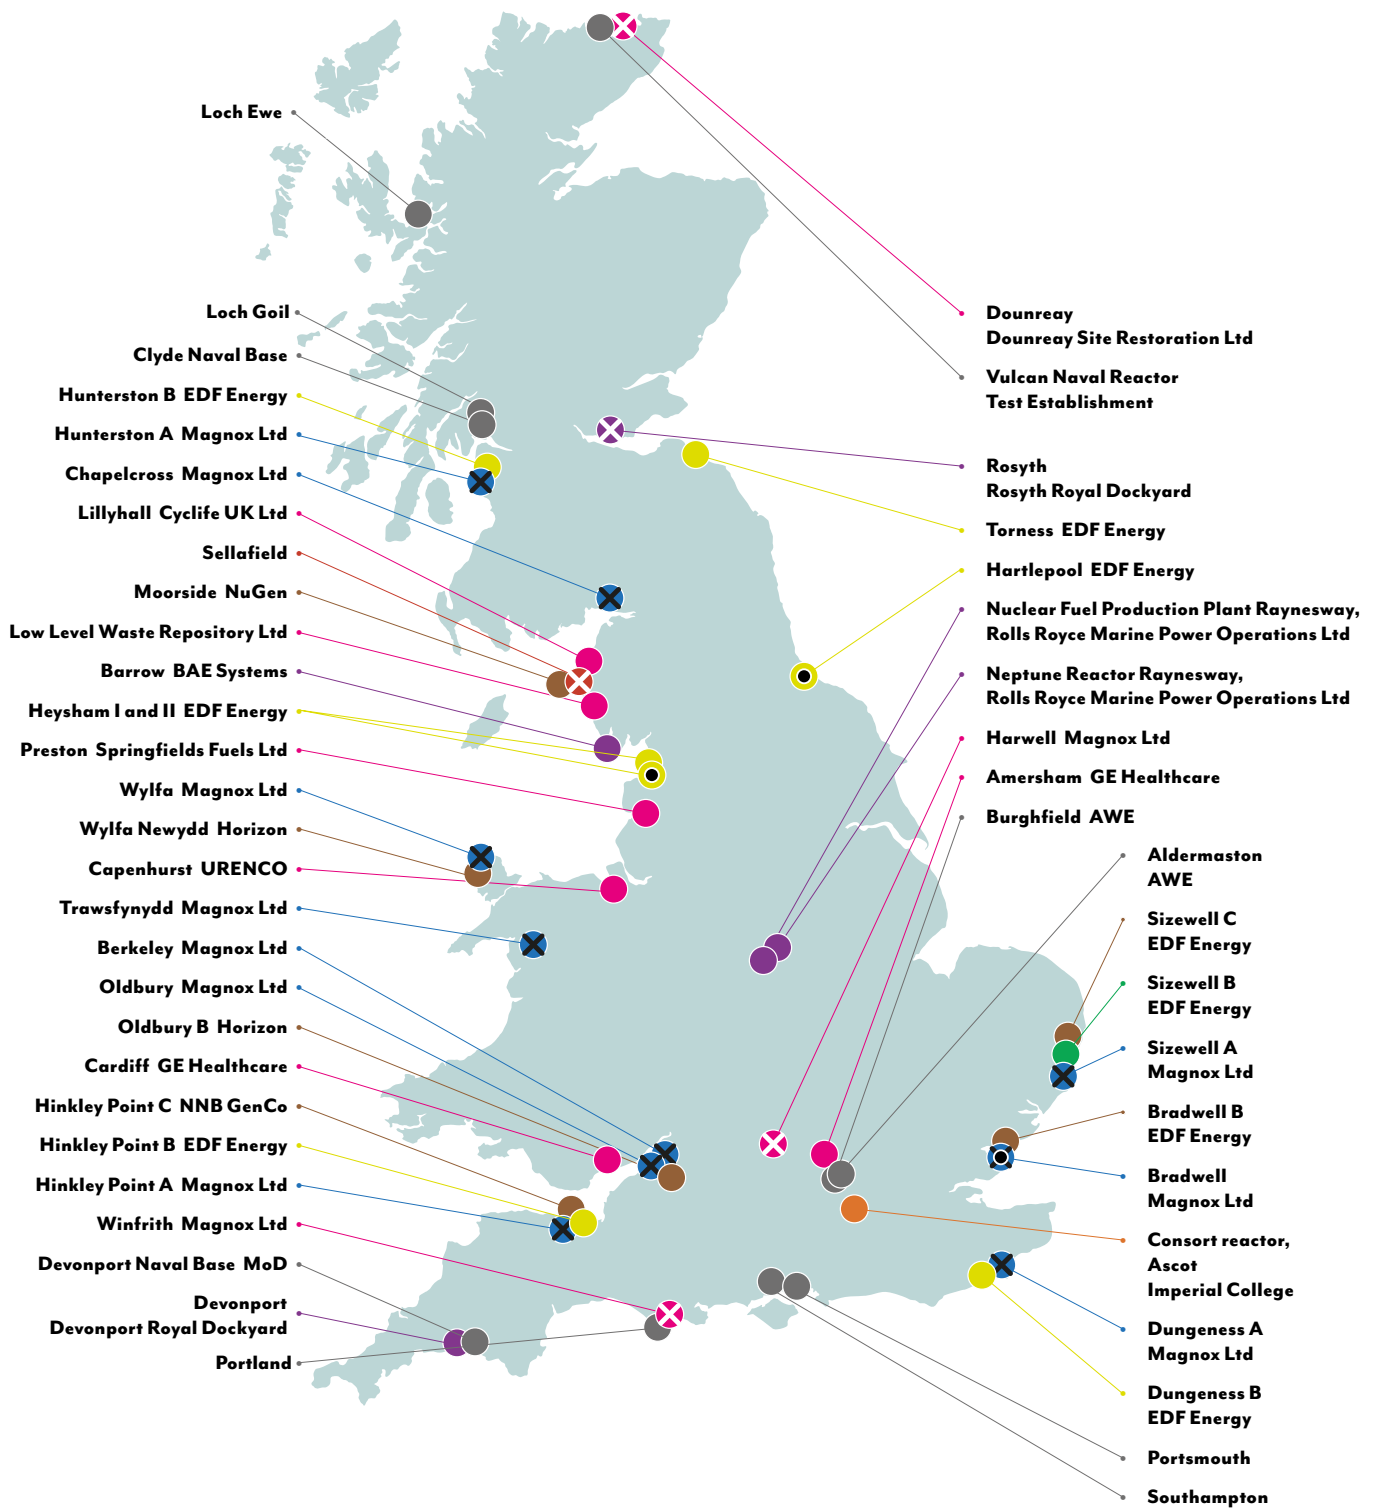 Loch Ewe
Loch Goil
Clyde Naval Base
Hunterston B EDF Energy
Hunterston A Magnox Ltd
Chapelcross Magnox Ltd
Lillyhall Cyclife UK Ltd
Sellafield
Moorside NuGen
Low Level Waste Repository Ltd
Barrow BAE Systems
Heysham I and II EDF Energy
Preston Springfields Fuels Ltd
Wylfa Magnox Ltd
Wylfa Newydd Horizon
Capenhurst URENCO
Trawsfynydd Magnox Ltd
Berkeley Magnox Ltd
Oldbury Magnox Ltd
Oldbury B Horizon
Cardiff GE Healthcare
Hinkley Point C NNB GenCo
Hinkley Point B EDF Energy
Hinkley Point A Magnox Ltd
Winfrith Magnox Ltd
Devonport Naval Base MoD
Devonport
Devonport Royal Dockyard
Portland
Dounreay
Dounreay Site Restoration Ltd
Vulcan Naval Reactor
Test Establishment
Rosyth
Rosyth Royal Dockyard
Torness EDF Energy
Hartlepool EDF Energy
Nuclear Fuel Production Plant Raynesway,
Rolls Royce Marine Power Operations Ltd
Neptune Reactor Raynesway,
Rolls Royce Marine Power Operations Ltd
Harwell Magnox Ltd
Amersham GE Healthcare
Burghfield AWE
Aldermaston
AWE
Sizewell C
EDF Energy
Sizewell B
EDF Energy
Sizewell A
Magnox Ltd
Bradwell B
EDF Energy
Bradwell
Magnox Ltd
Consort reactor,
Ascot
Imperial College
Dungeness A
Magnox Ltd
Dungeness B
EDF Energy
Portsmouth
Southampton